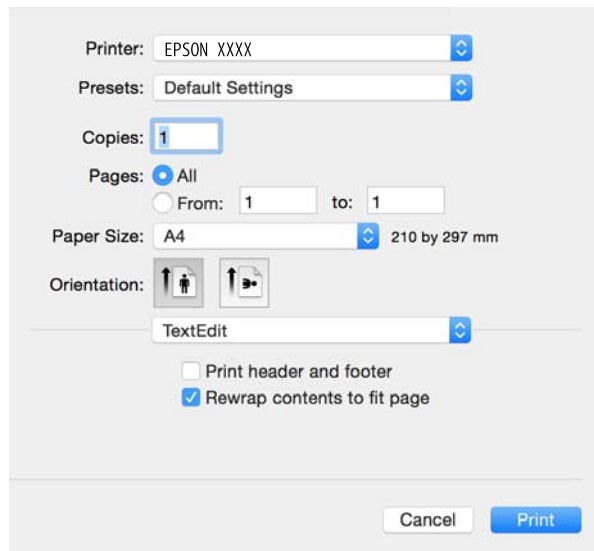 Printer: EPSON XXXX
Presets: Default Settings
Copies: 1
Pages: All
From: 1 to: 1
Paper Size: A4 210 by 297 mm
Orientation:
TextEdit
Print header and footer
Rewrap contents to fit page
Cancel Print